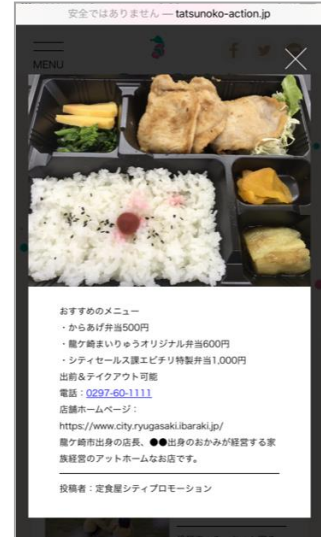 安全ではありません — tatsunoko-action.jp
MENU
おすすめのメニュー
・からあげ弁当500円
・龍ケ崎まいりゅうオリジナル弁当600円
・シティセールス課エビチリ特製弁当1,000円
出前＆テイクアウト可能
電話：0297-60-1111
店舗ホームページ：
https://www.city.ryugasaki.ibaraki.jp/
龍ケ崎市出身の店長、●●出身のおかみが経営する家
族経営のアットホームなお店です。
投稿者：定食屋シティプロモーション